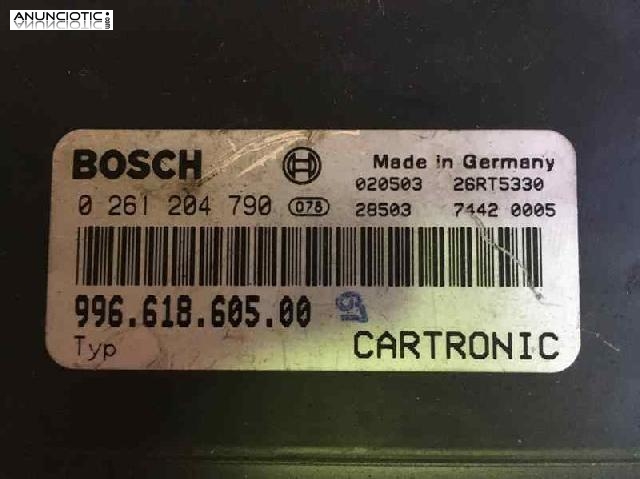 ANUNCIOTIC.es
BOSCH
Made in Germany
020503 26RT5330
0 261 204 790 078 28503 7442 0005
996.618.605.00
Typ CARTRONIC